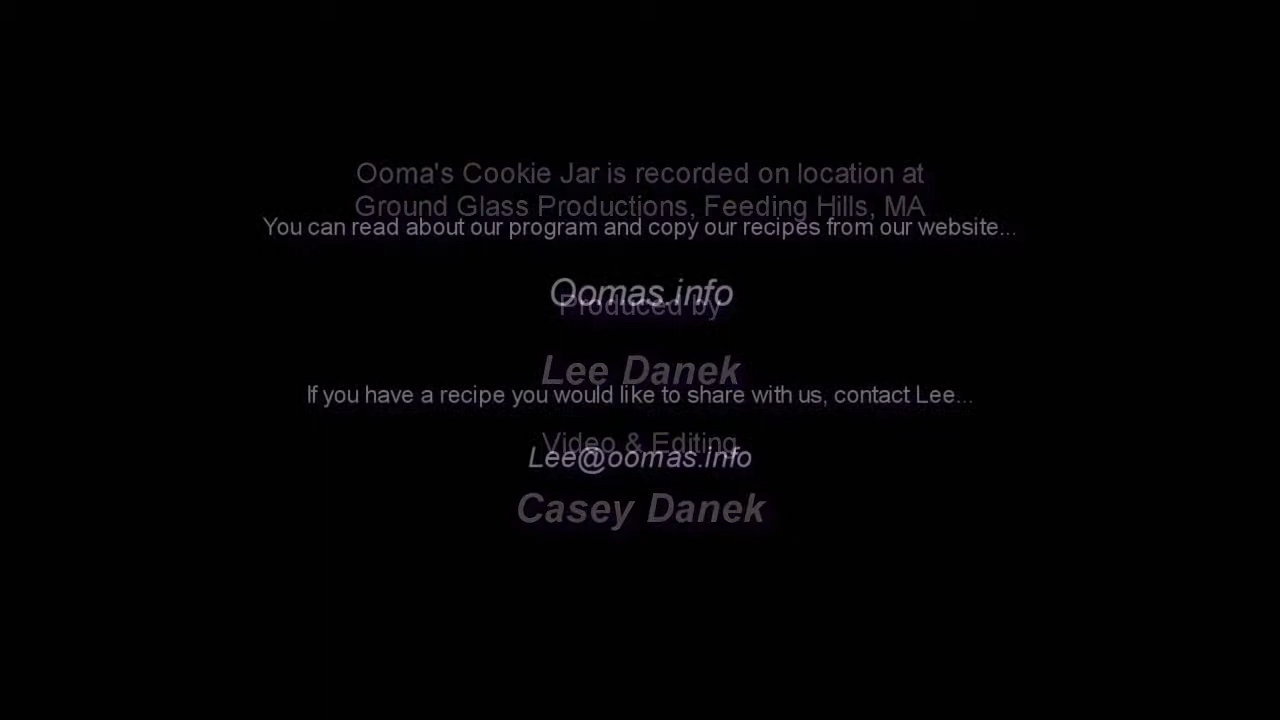 Ooma's Cookie Jar is recorded on location at
Ground Glass Productions, Feeding Hills, MA
You can read about our program and copy our recipes from our website...
Oomas.info
Produced by
Lee Danek
If you have a recipe you would like to share with us, contact Lee...
Video & Editing
Lee@oomas.info
Casey Danek